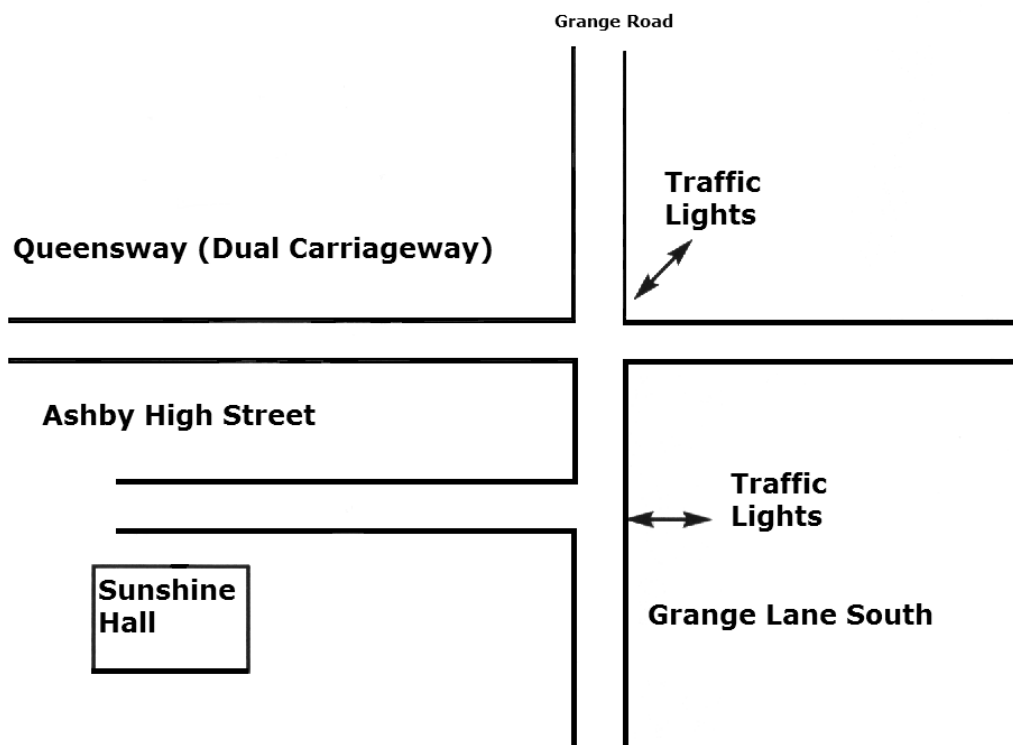 Grange Road
Traffic
Lights
Queensway (Dual Carriageway)
Ashby High Street
Traffic
Lights
Sunshine
Hall
Grange Lane South